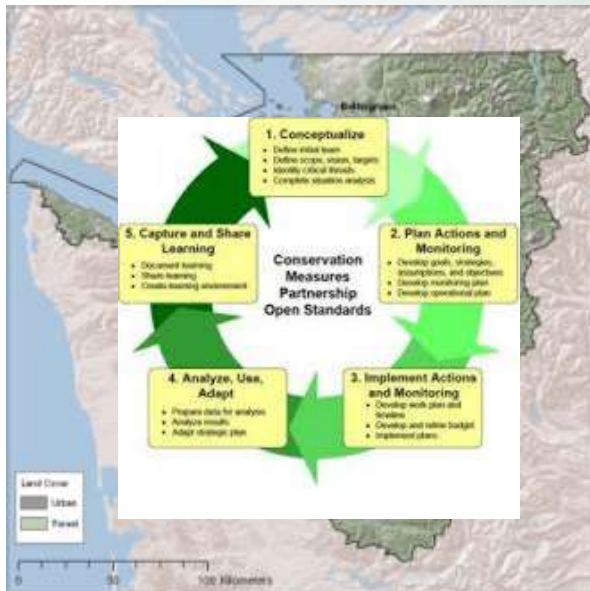 Bellingham
1. Conceptualize
• Define initial team
• Define scope, vision, targets
• Identify critical threats
• Complete situation analysis
2. Plan Actions and
Monitoring
• Develop goals, strategies,
assumptions, and objectives
• Develop monitoring plan
• Develop operational plan
3. Implement Actions
and Monitoring
• Develop work plan and
timeline
• Develop and refine budget
• Implement plans
4. Analyze, Use,
Adapt
• Prepare data for analysis
• Analyze results
• Adapt strategic plan
5. Capture and Share
Learning
• Document learning
• Share learning
• Create learning environment
Conservation
Measures
Partnership
Open Standards
Land Cover
Urban
Forest
0 50 100 Kilometers